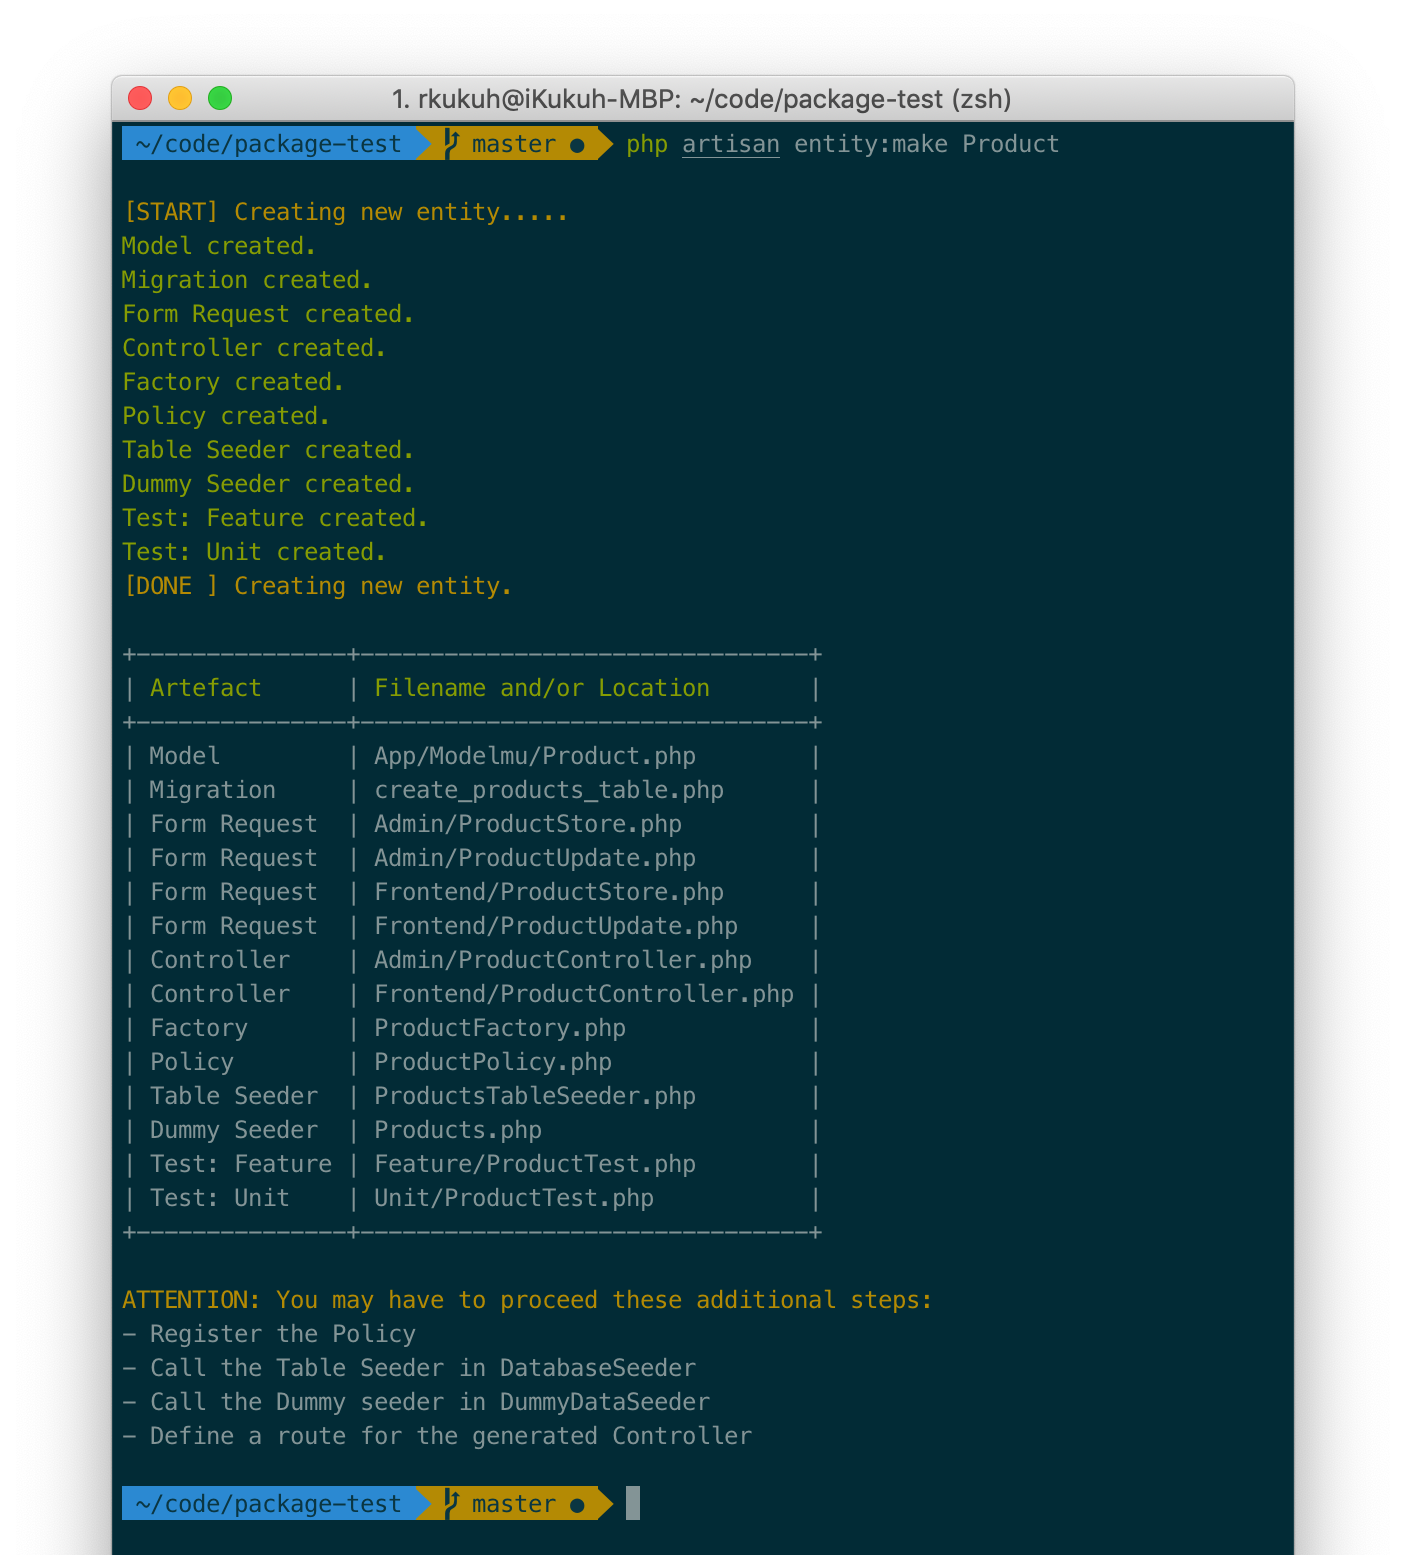 1. rkukuh@iKukuh-MBP: ~/code/package-test (zsh)
~/code/package-test master ● php artisan entity:make Product
[START] Creating new entity.....
Model created.
Migration created.
Form Request created.
Controller created.
Factory created.
Policy created.
Table Seeder created.
Dummy Seeder created.
Test: Feature created.
Test: Unit created.
[DONE ] Creating new entity.
+---------------+--------------------------------+
| Artefact      | Filename and/or Location       |
+---------------+--------------------------------+
| Model         | App/Modelmu/Product.php        |
| Migration     | create_products_table.php      |
| Form Request  | Admin/ProductStore.php         |
| Form Request  | Admin/ProductUpdate.php        |
| Form Request  | Frontend/ProductStore.php      |
| Form Request  | Frontend/ProductUpdate.php     |
| Controller    | Admin/ProductController.php    |
| Controller    | Frontend/ProductController.php |
| Factory       | ProductFactory.php             |
| Policy        | ProductPolicy.php              |
| Table Seeder  | ProductsTableSeeder.php        |
| Dummy Seeder  | Products.php                   |
| Test: Feature | Feature/ProductTest.php        |
| Test: Unit    | Unit/ProductTest.php           |
+---------------+--------------------------------+
ATTENTION: You may have to proceed these additional steps:
- Register the Policy
- Call the Table Seeder in DatabaseSeeder
- Call the Dummy seeder in DummyDataSeeder
- Define a route for the generated Controller
~/code/package-test master ●